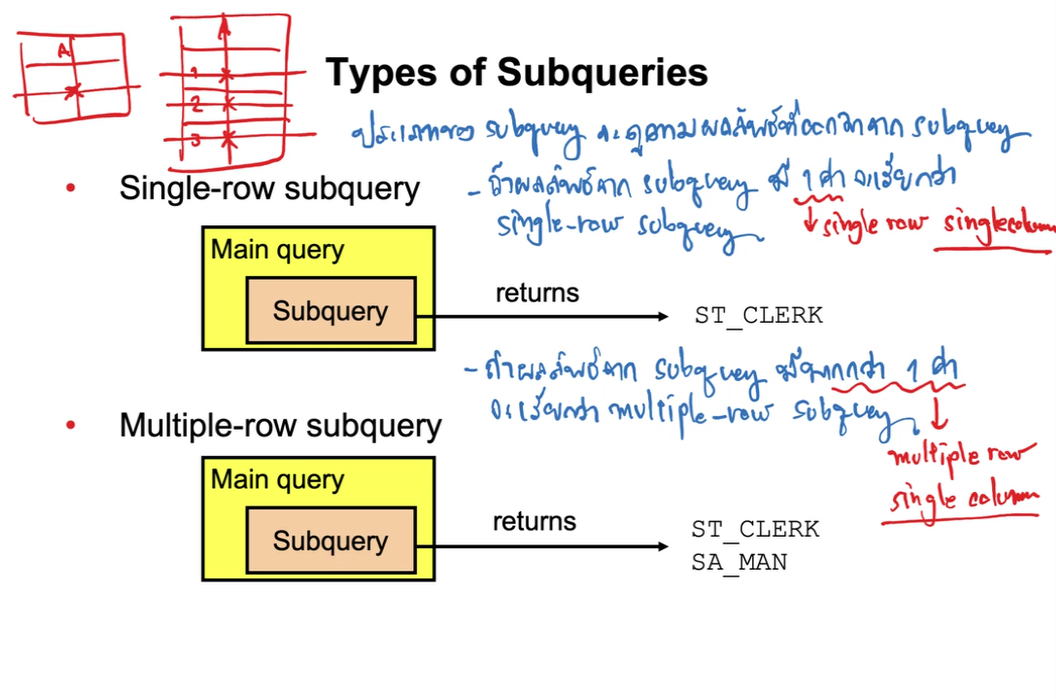 A
A
1
2
3
Types of Subqueries
ประเภทของ subquery จะดูตามผลลัพธ์ที่ออกมาจาก subquery
• Single-row subquery
- ถ้าผลลัพธ์จาก subquery มี 1 ค่า จะเรียกว่า
single-row subquery
single row single column
Main query
Subquery
returns
ST_CLERK
- ถ้าผลลัพธ์จาก subquery มีมากกว่า 1 ค่า
จะเรียกว่า multiple-row subquery
• Multiple-row subquery
multiple row
single column
Main query
Subquery
returns
ST_CLERK
SA_MAN